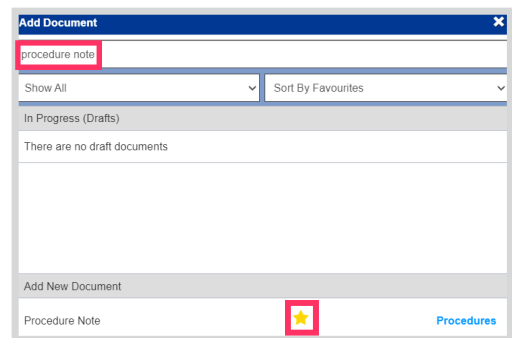 Add Document
procedure note
Show All Sort By Favourites
In Progress (Drafts)
There are no draft documents
Add New Document
Procedure Note Procedures